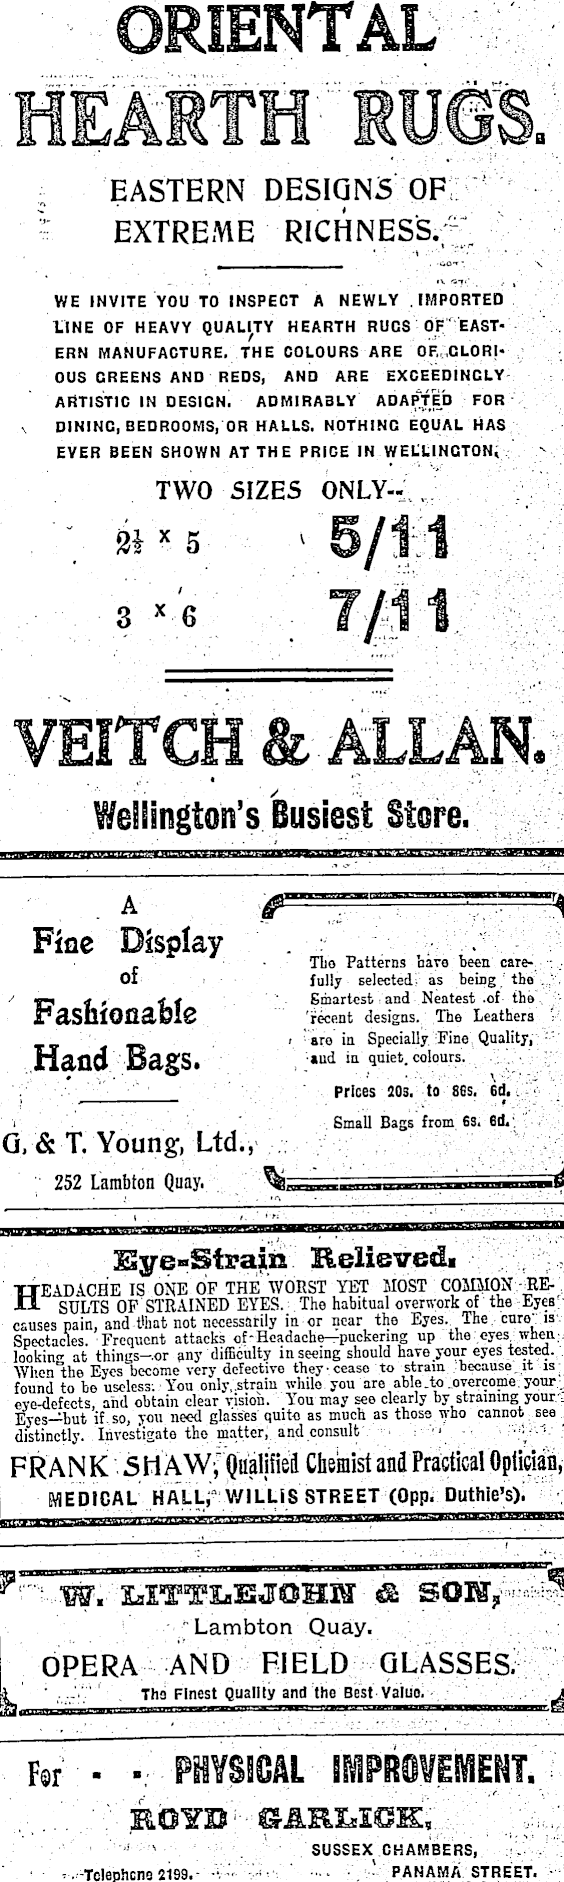 ORIENTAL
HEARTH RUGS.
EASTERN DESIGNS OF
EXTREME RICHNESS.
WE INVITE YOU TO INSPECT A NEWLY IMPORTED
LINE OF HEAVY QUALITY HEARTH RUGS OF EAST-
ERN MANUFACTURE. THE COLOURS ARE OF GLORI-
OUS GREENS AND REDS, AND ARE EXCEEDINGLY
ARTISTIC IN DESIGN. ADMIRABLY ADAPTED FOR
DINING, BEDROOMS, OR HALLS. NOTHING EQUAL HAS
EVER BEEN SHOWN AT THE PRICE IN WELLINGTON.
TWO SIZES ONLY--
2½ x 5 5/11
3 x 6 7/11
VEITCH & ALLAN.
Wellington's Busiest Store.
A
Fine Display
of
Fashionable
Hand Bags.
G. & T. Young, Ltd.,
252 Lambton Quay.
The Patterns have been care-
fully selected as being the
Smartest and Neatest of the
recent designs. The Leathers
are in Specially Fine Quality,
and in quiet colours.
Prices 20s. to 86s. 6d.
Small Bags from 6s. 6d.
Eye-Strain Relieved.
HEADACHE IS ONE OF THE WORST YET MOST COMMON RE-
SULTS OF STRAINED EYES. The habitual overwork of the Eyes
causes pain, and that not necessarily in or near the Eyes. The cure is
Spectacles. Frequent attacks of Headache—puckering up the eyes when
looking at things—or any difficulty in seeing should have your eyes tested.
When the Eyes become very defective they cease to strain because it is
found to be useless. You only strain while you are able to overcome your
eye-defects, and obtain clear vision. You may see clearly by straining your
Eyes—but if so, you need glasses quite as much as those who cannot see
distinctly. Investigate the matter, and consult
FRANK SHAW, Qualified Chemist and Practical Optician,
MEDICAL HALL, WILLIS STREET (Opp. Duthie's).
W. LITTLEJOHN & SON,
Lambton Quay.
OPERA AND FIELD GLASSES.
The Finest Quality and the Best Value.
For - - PHYSICAL IMPROVEMENT.
ROYD GARLICK,
SUSSEX CHAMBERS,
Telephone 2199. PANAMA STREET.